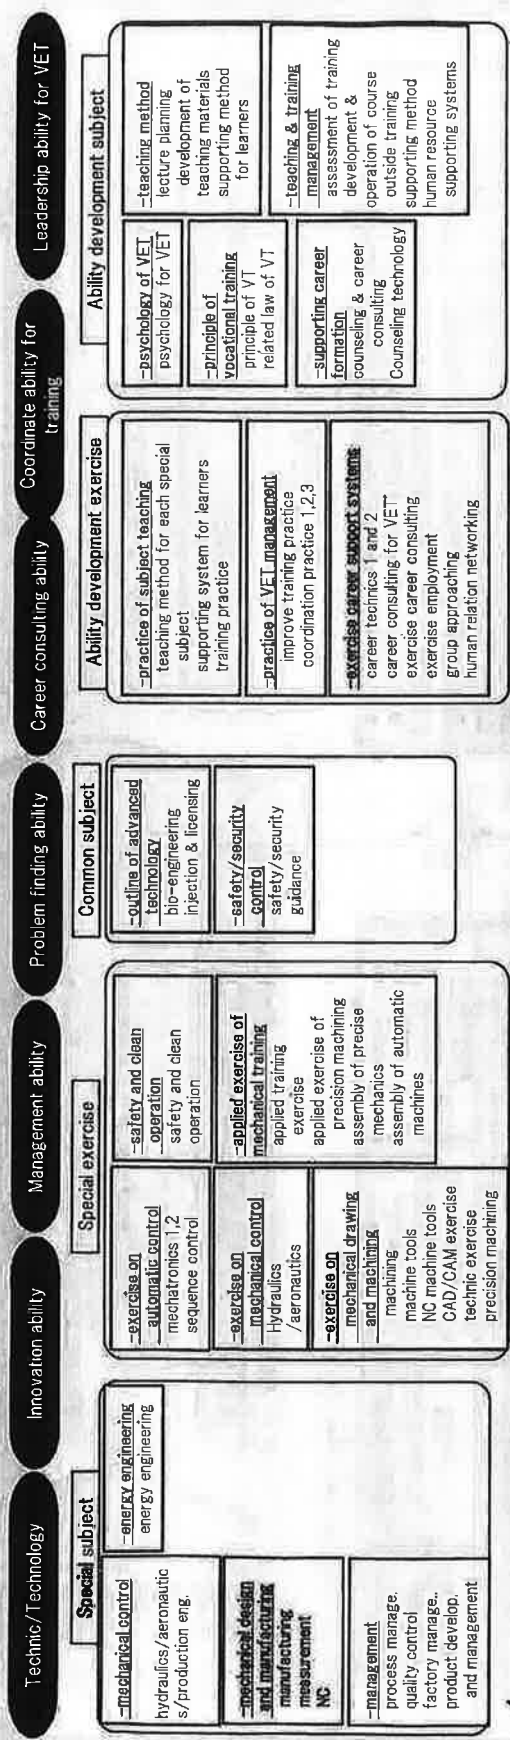 Technic/Technology
Innovation ability
Management ability
Problem finding ability
Career consulting ability
Coordinate ability for
training
Leadership ability for VET
Special subject
-mechanical control
hydraulics/aeronautic
s/production eng.
-mechanical design
and manufacturing
manufacturing
measurement
NC
-management
process manage.
quality control
factory manage..
product develop.
and management
-energy engineering
energy engineering
Special exercise
-exercise on
automatic control
mechatronics 1,2
sequence control
-exercise on
mechanical control
Hydraulics
/aeronautics
-exercise on
mechanical drawing
and machining
machining
machine tools
NC machine tools
CAD/CAM exercise
technic exercise
precision machining
-safety and clean
operation
safety and clean
operation
-applied exercise of
mechanical training
applied training
exercise
applied exercise of
precision machining
assembly of precise
mechanics
assembly of automatic
machines
Common subject
-outline of advanced
technology
bio-engineering
injection & licensing
-safety/security
control
safety/security
guidance
Ability development exercise
-practice of subject teaching
teaching method for each special
subject
supporting system for learners
training practice
-practice of VET management
improve training practice
coordination practice 1,2,3
-exercise career support systems
career technics 1 and 2
career consulting for VET
exercise career consulting
exercise employment
group approaching
human relation networking
Ability development subject
-psychology of VET
psychology for VET
-principle of
vocational training
principle of VT
related law of VT
-supporting career
formation
counseling & career
consulting
Counseling technology
-teaching method
lecture planning
development of
teaching materials
supporting method
for learners
-teaching & training
management
assessment of training
development &
operation of course
outside training
supporting method
human resource
supporting systems